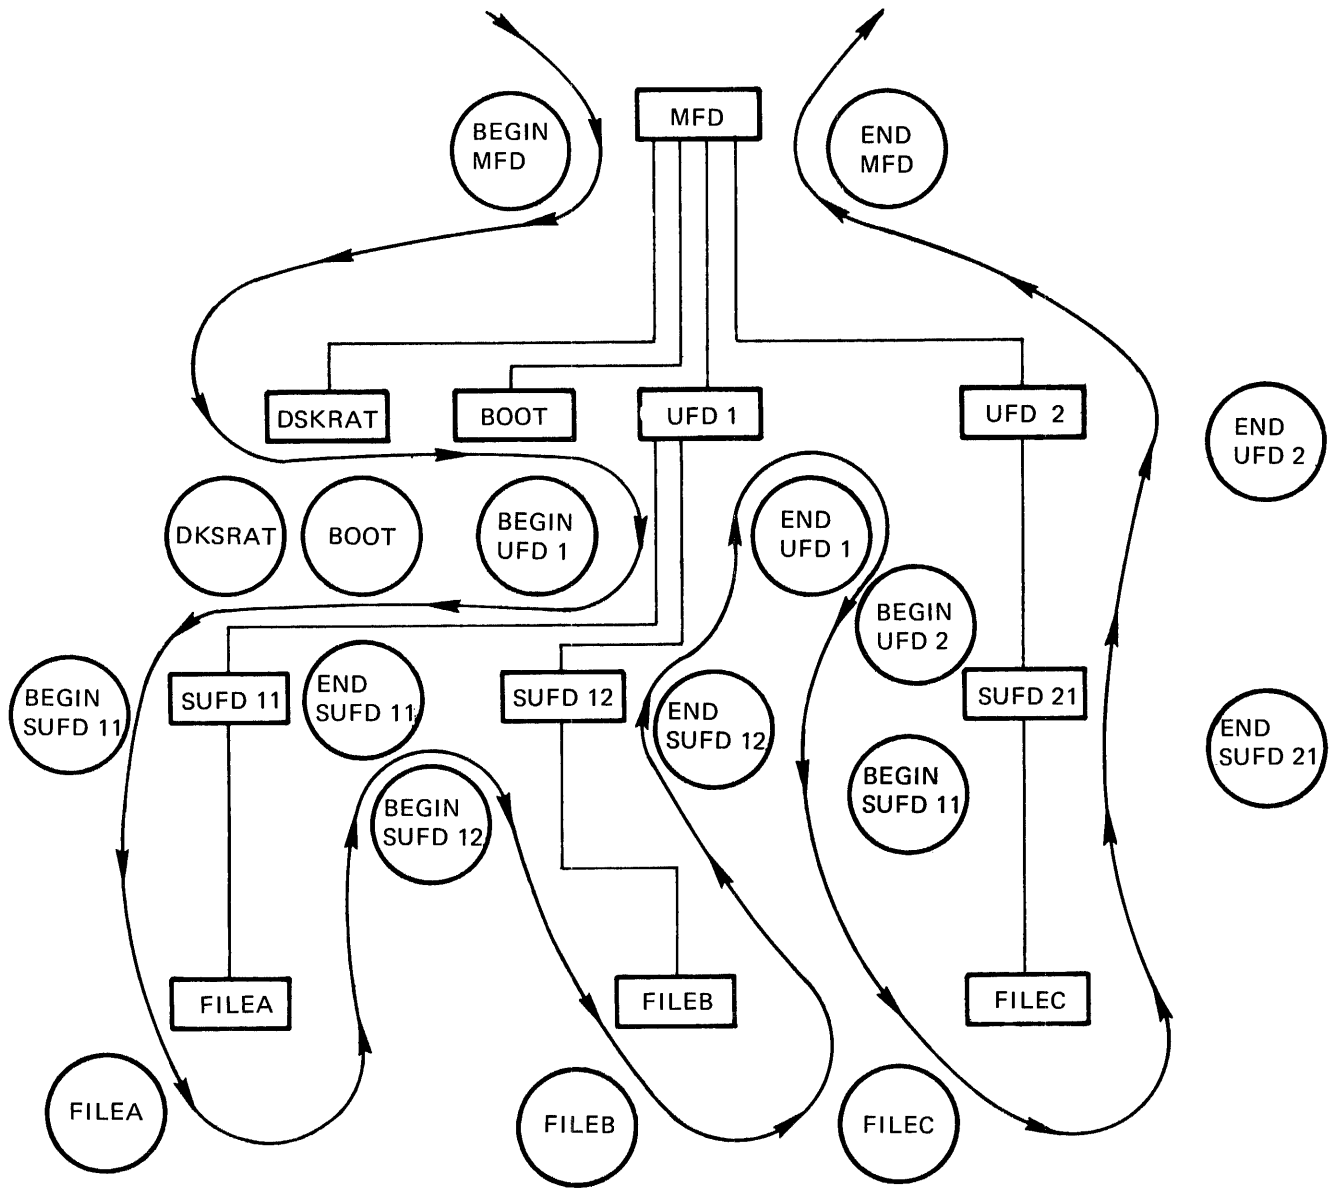 BEGIN
MFD
MFD
END
MFD
DSKRAT
BOOT
UFD 1
UFD 2
END
UFD 2
DKSRAT
BOOT
BEGIN
UFD 1
END
UFD 1
BEGIN
UFD 2
BEGIN
SUFD 11
SUFD 11
END
SUFD 11
SUFD 12
END
SUFD 12
SUFD 21
END
SUFD 21
BEGIN
SUFD 12
BEGIN
SUFD 11
FILEA
FILEB
FILEC
FILEA
FILEB
FILEC